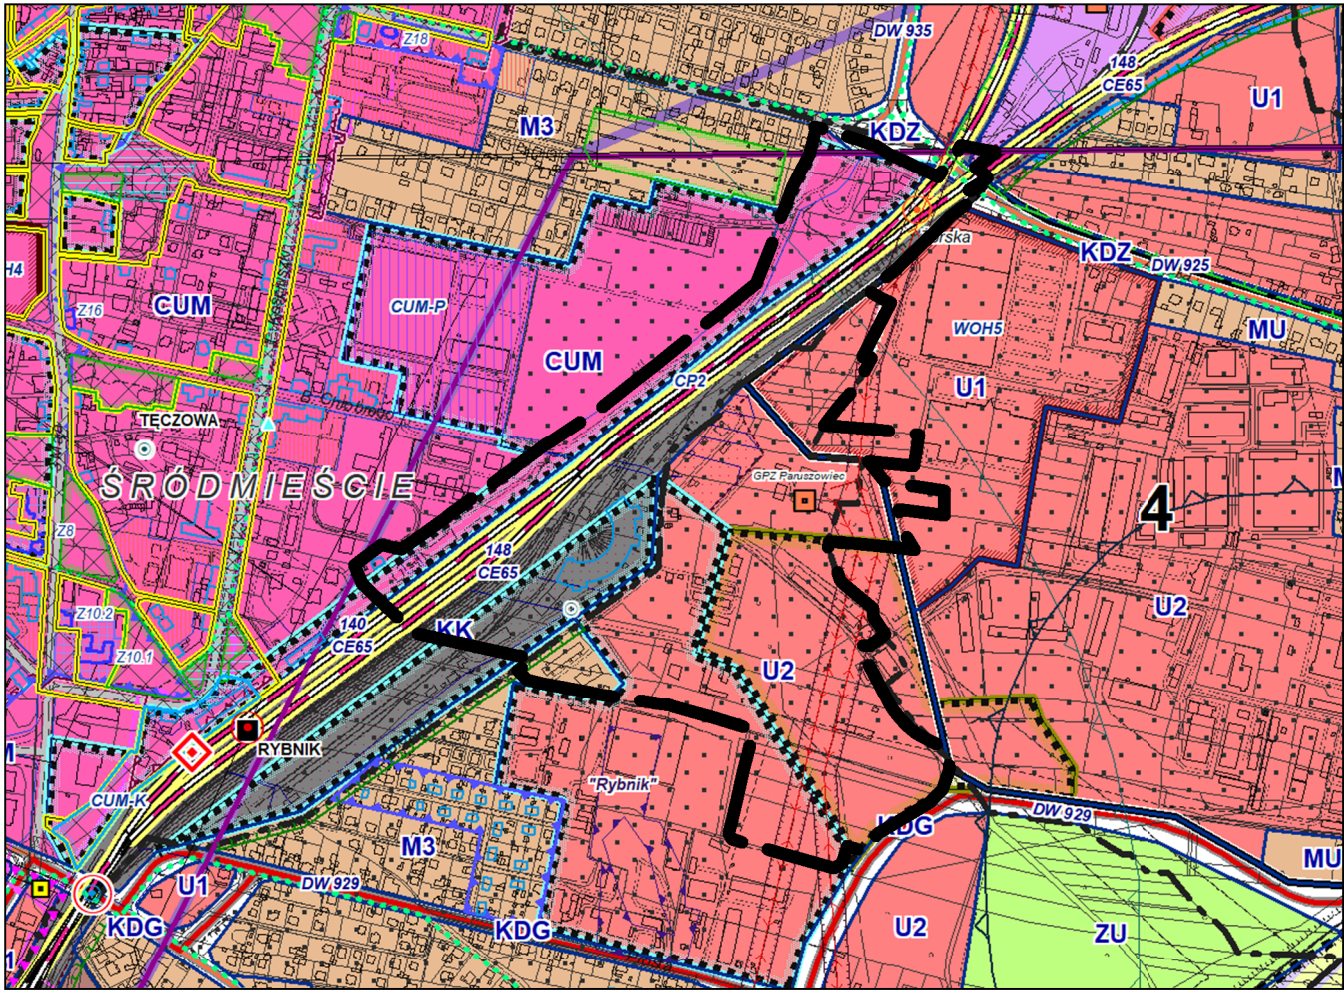 Z18
DW 935
148
CE65
U1
M3
KDZ
H4
Z16
CUM
CUM-P
KDZ
DW 925
WOH5
MU
CUM
CP2
U1
TĘCZOWA
ŚRÓDMIEŚCIE
GPZ Paruszowiec
4
Z8
148
CE65
Z10.2
Z10.1
140
CE65
KK
U2
U2
RYBNIK
"Rybnik"
CUM-K
KDG
DW 929
M3
MU
U1
DW 929
KDG
KDG
U2
ZU